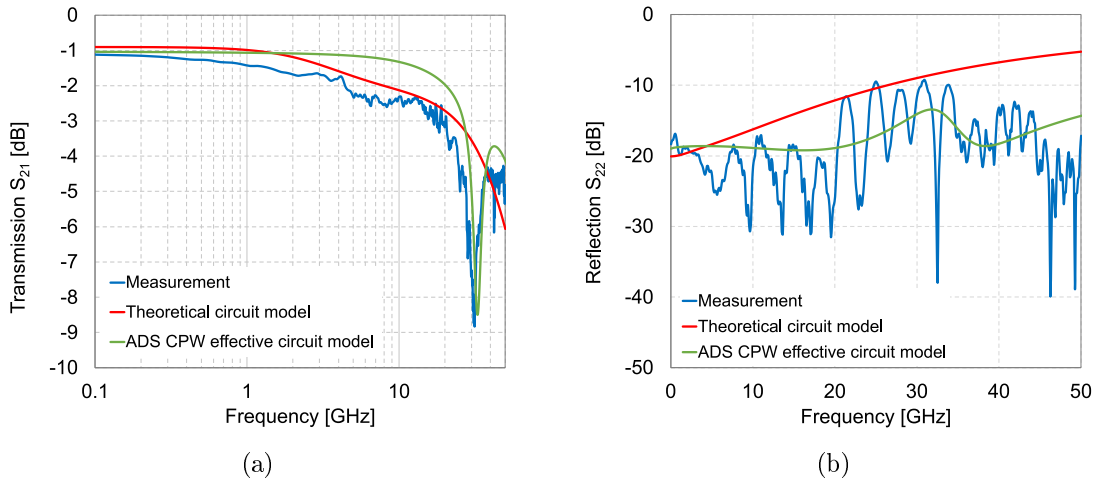 0
-1
-2
-3
-4
-5
-6
-7
-8
-9
-10
Transmission S21 [dB]
Measurement
Theoretical circuit model
ADS CPW effective circuit model
0.1 1 10
Frequency [GHz]
(a)
0
-10
-20
-30
-40
-50
Reflection S22 [dB]
Measurement
Theoretical circuit model
ADS CPW effective circuit model
0 10 20 30 40 50
Frequency [GHz]
(b)